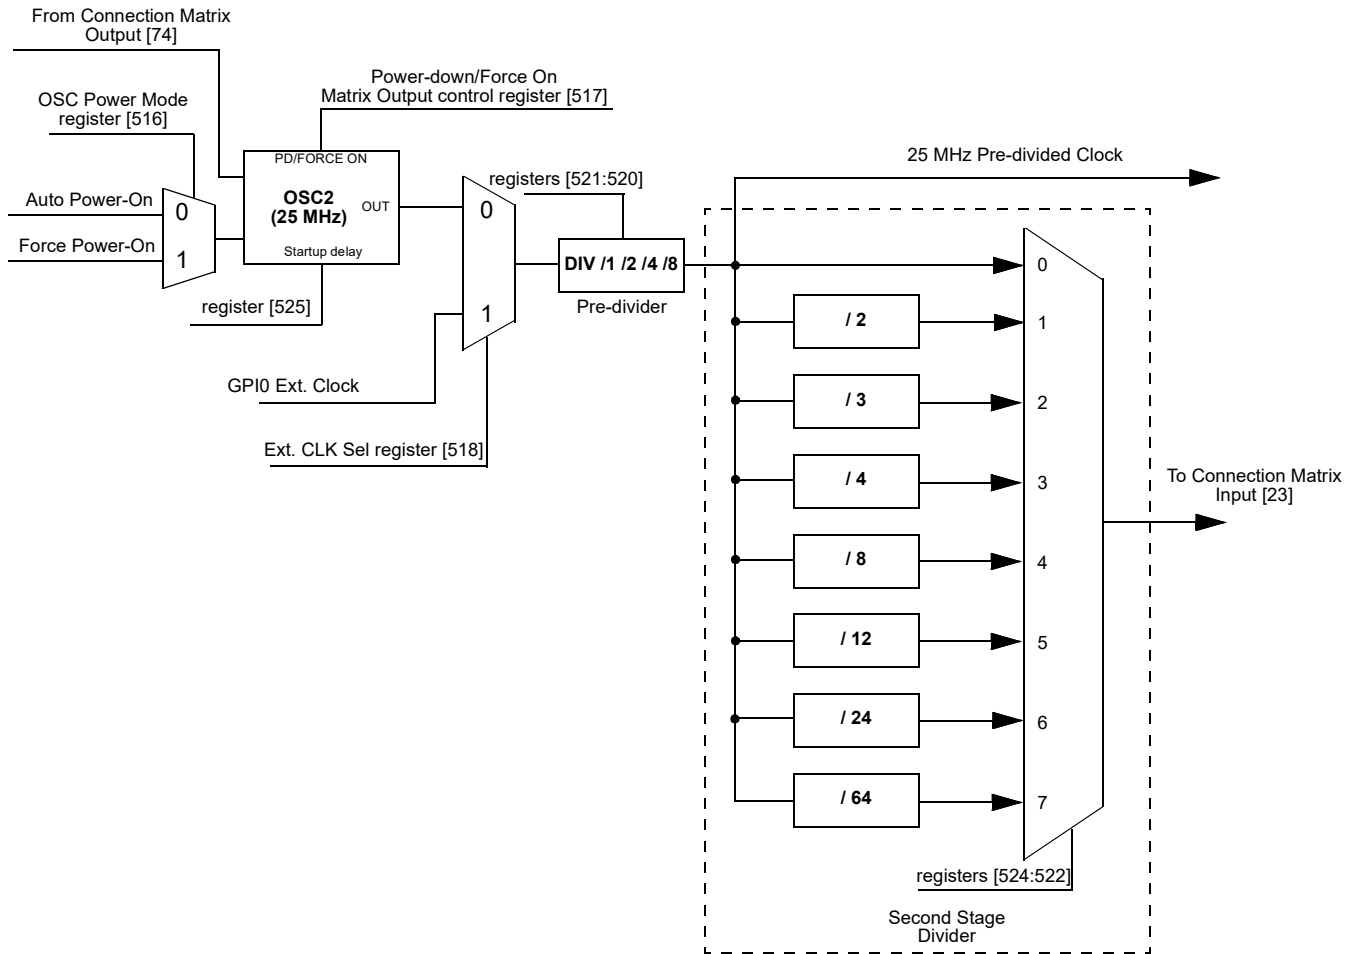 From Connection Matrix
Output [74]
Power-down/Force On
Matrix Output control register [517]
OSC Power Mode
register [516]
PD/FORCE ON
OSC2
(25 MHz)
OUT
Startup delay
Auto Power-On
Force Power-On
0
1
register [525]
0
1
GPI0 Ext. Clock
Ext. CLK Sel register [518]
registers [521:520]
DIV /1 /2 /4 /8
Pre-divider
25 MHz Pre-divided Clock
0
/ 2
1
/ 3
2
/ 4
3
/ 8
4
/ 12
5
/ 24
6
/ 64
7
To Connection Matrix
Input [23]
registers [524:522]
Second Stage
Divider